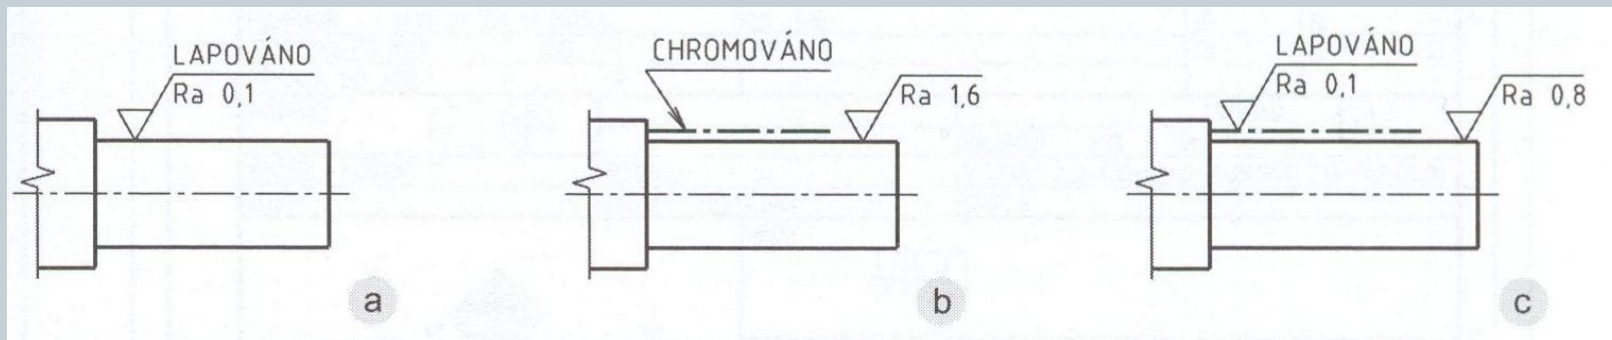 LAPOVÁNO
Ra 0,1
a
CHROMOVÁNO
Ra 1,6
b
LAPOVÁNO
Ra 0,1
Ra 0,8
c